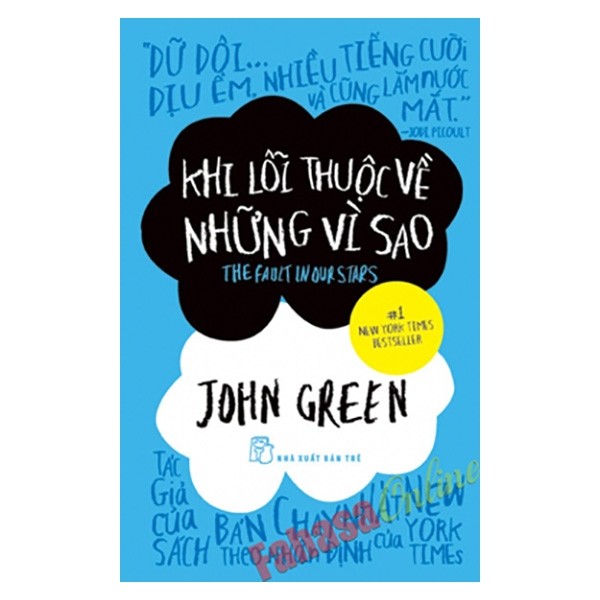 "DỮ DỘI...
DỊU ÊM. NHIỀU TIẾNG CƯỜI
VÀ CŨNG LẮM NƯỚC
MẮT."
—JODI PICOULT
KHI LỖI THUỘC VỀ
NHỮNG VÌ SAO
THE FAULT IN OUR STARS
#1
NEW YORK TIMES
BESTSELLER
JOHN GREEN
NHÀ XUẤT BẢN TRẺ
TÁC
GIẢ
CỦA BÁN CHẠY NEW
SÁCH THEO NHẬN ĐỊNH CỦA YORK
TIMES
Fahasa Online